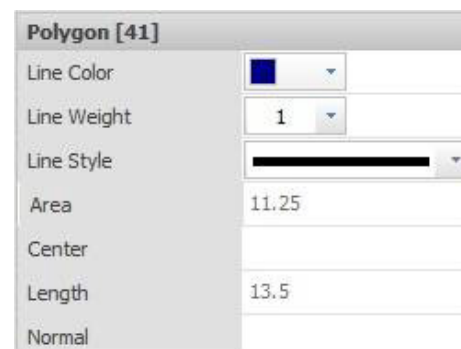 Polygon [41]
Line Color
Line Weight 1
Line Style
Area 11.25
Center
Length 13.5
Normal